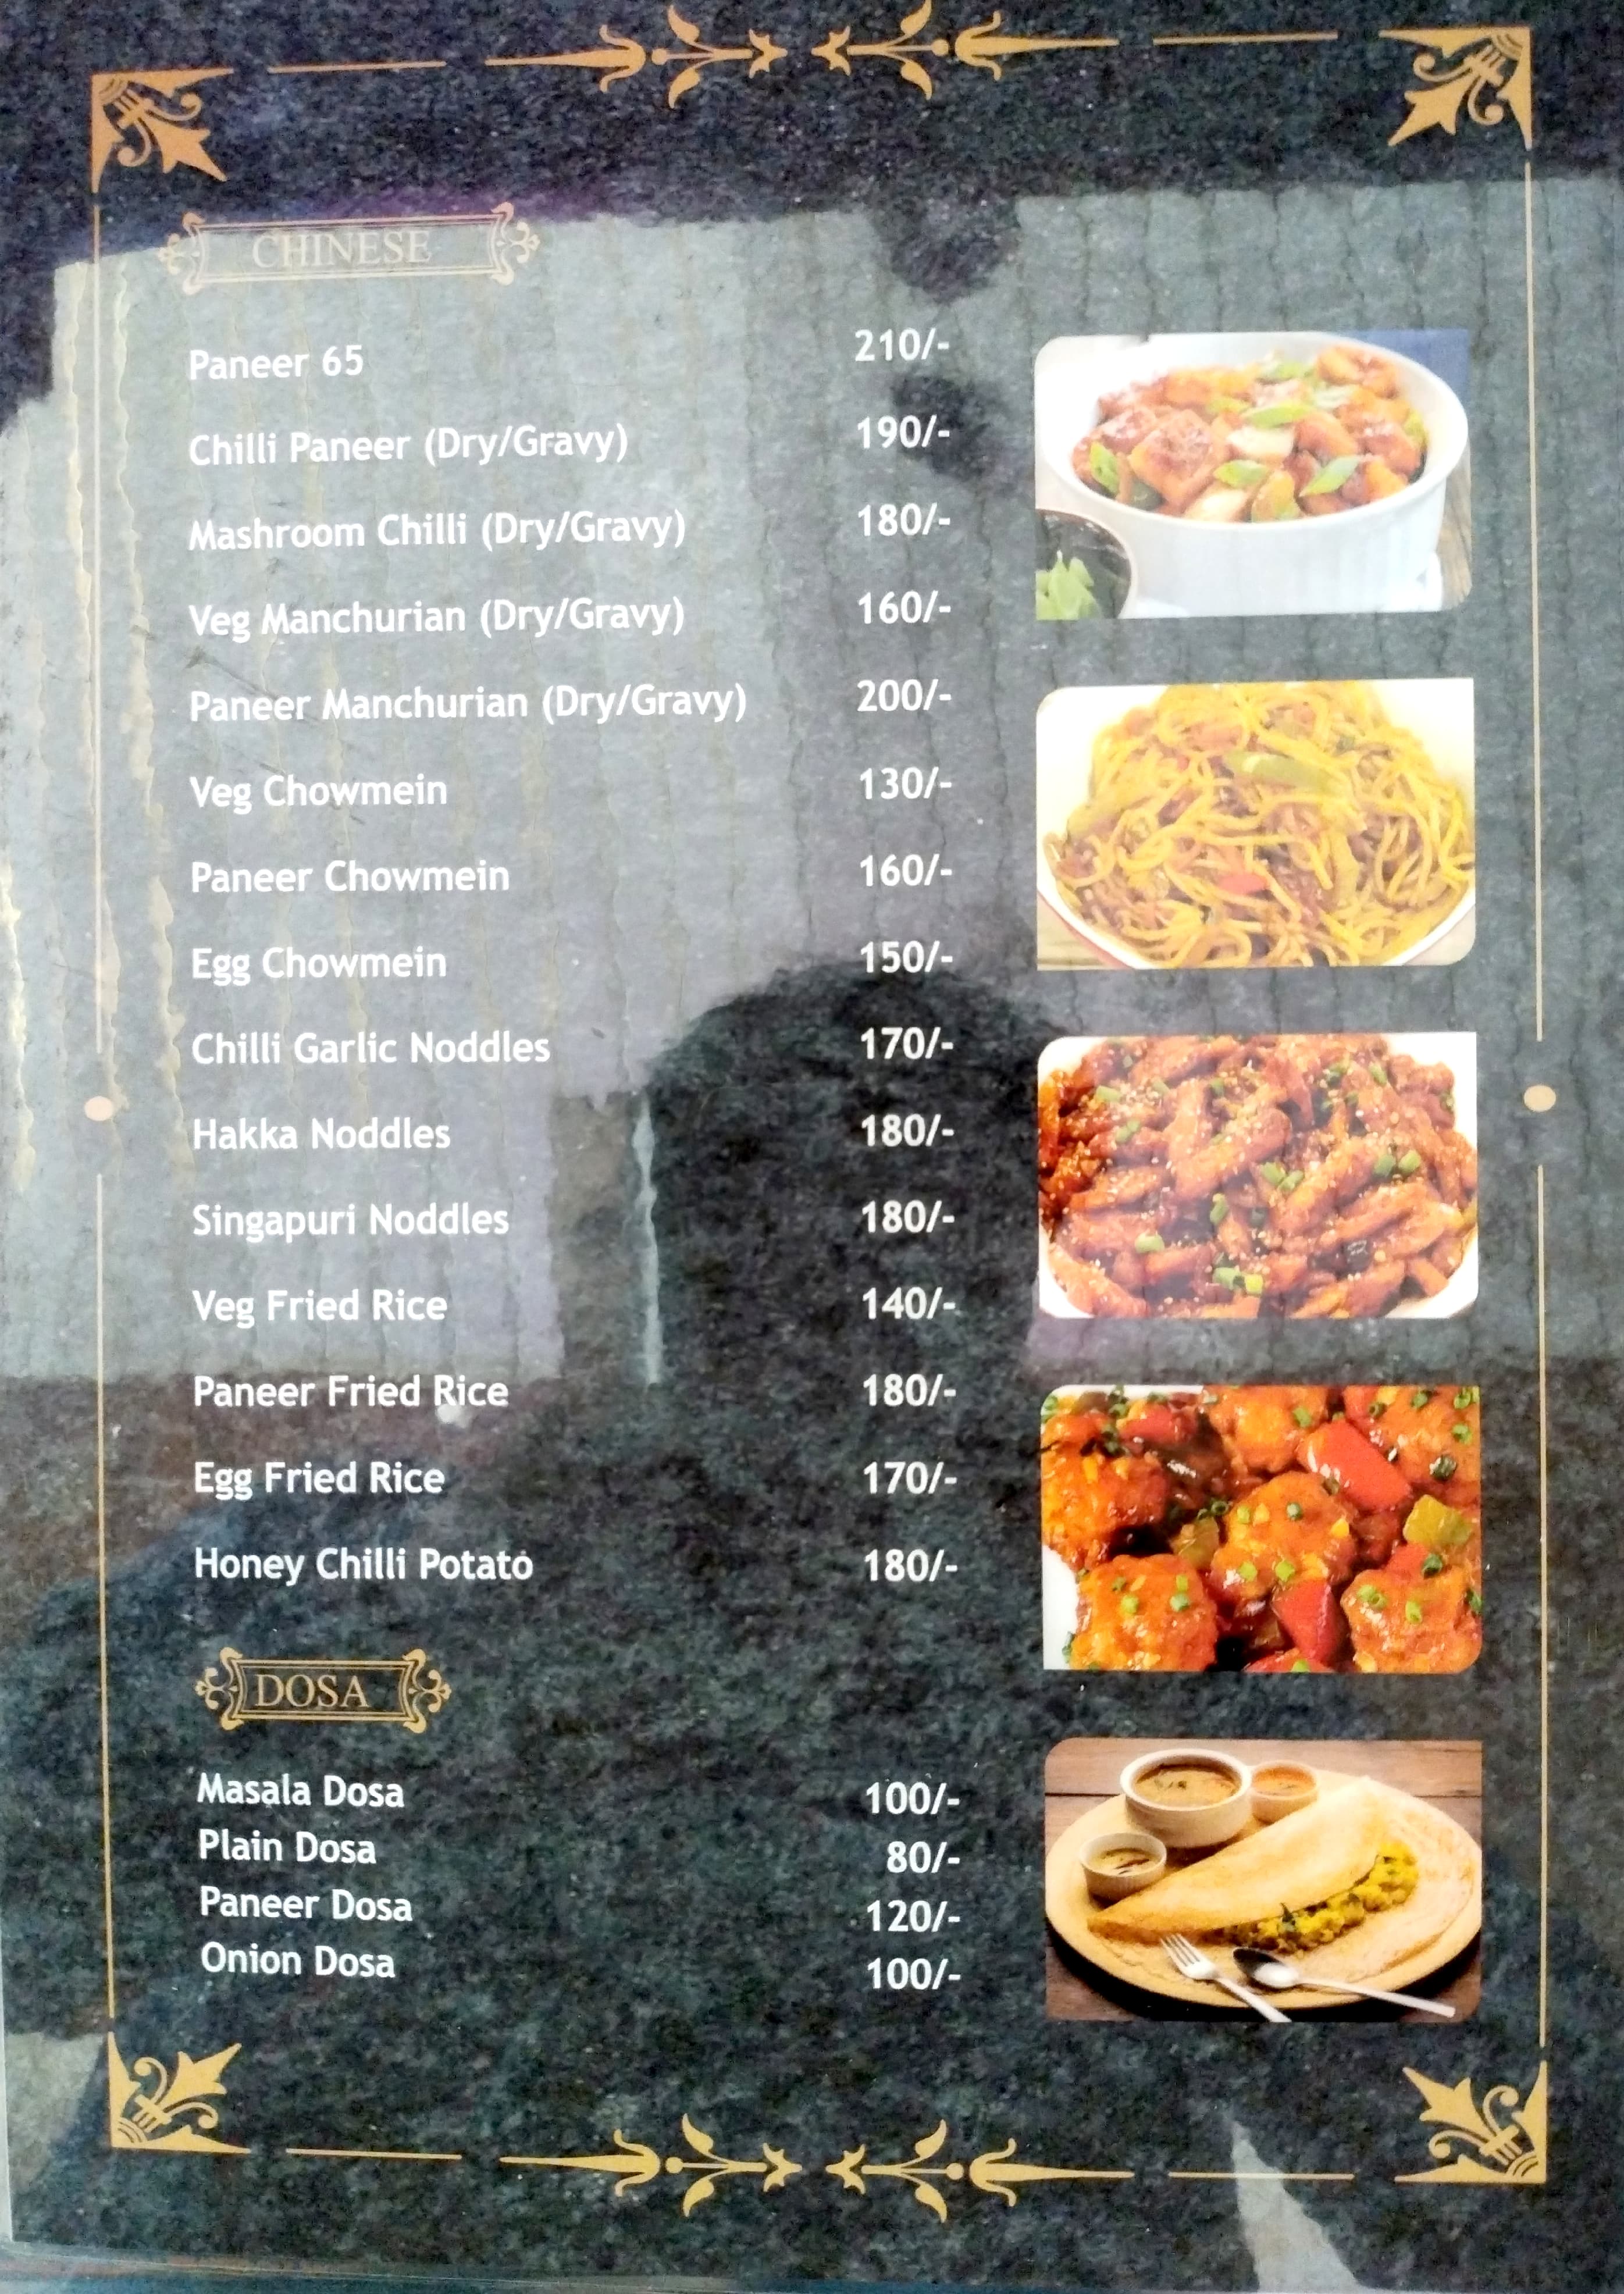 CHINESE
Paneer 65 210/-
Chilli Paneer (Dry/Gravy) 190/-
Mashroom Chilli (Dry/Gravy) 180/-
Veg Manchurian (Dry/Gravy) 160/-
Paneer Manchurian (Dry/Gravy) 200/-
Veg Chowmein 130/-
Paneer Chowmein 160/-
Egg Chowmein 150/-
Chilli Garlic Noddles 170/-
Hakka Noddles 180/-
Singapuri Noddles 180/-
Veg Fried Rice 140/-
Paneer Fried Rice 180/-
Egg Fried Rice 170/-
Honey Chilli Potato 180/-
DOSA
Masala Dosa 100/-
Plain Dosa 80/-
Paneer Dosa 120/-
Onion Dosa 100/-